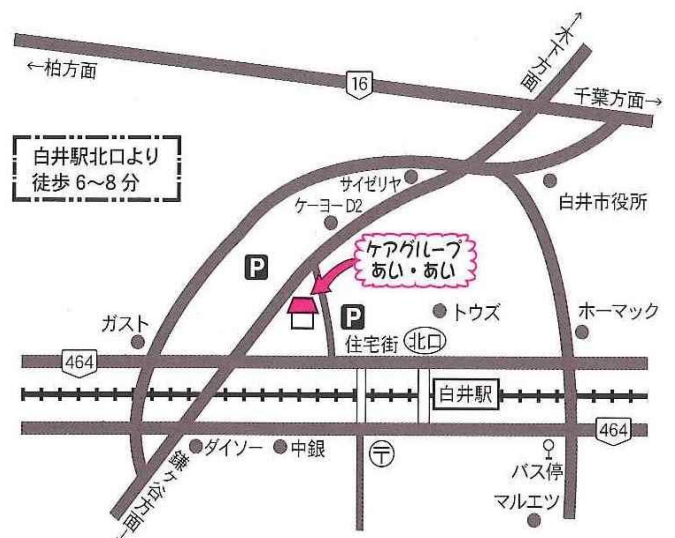 木下方面→
←柏方面
16
千葉方面→
白井駅北口より
徒歩 6〜8 分
サイゼリヤ
ケーヨーD2
白井市役所
P
ケアグループ
あい・あい
P
トウズ
ホーマック
ガスト
住宅街
北口
464
白井駅
464
ダイソー
中銀
〒
バス停
マルエツ
鎌ヶ谷方面→